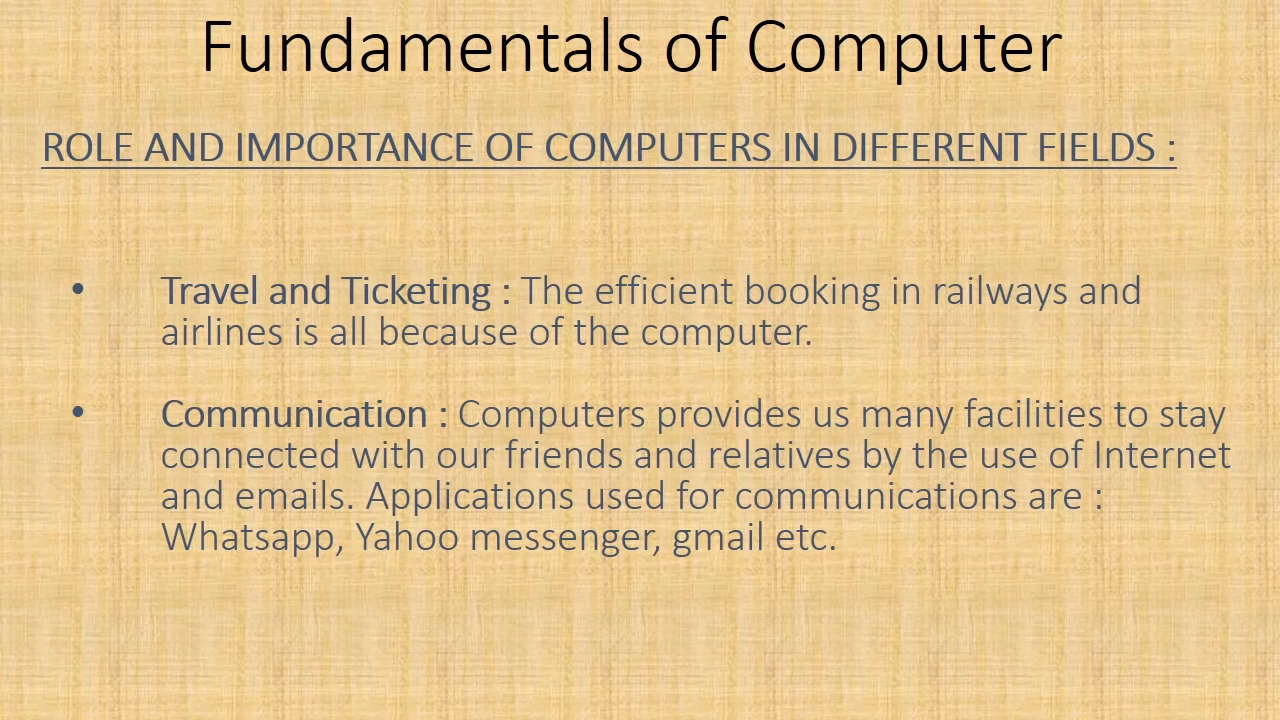 Fundamentals of Computer
ROLE AND IMPORTANCE OF COMPUTERS IN DIFFERENT FIELDS :
• Travel and Ticketing : The efficient booking in railways and
airlines is all because of the computer.
• Communication : Computers provides us many facilities to stay
connected with our friends and relatives by the use of Internet
and emails. Applications used for communications are :
Whatsapp, Yahoo messenger, gmail etc.